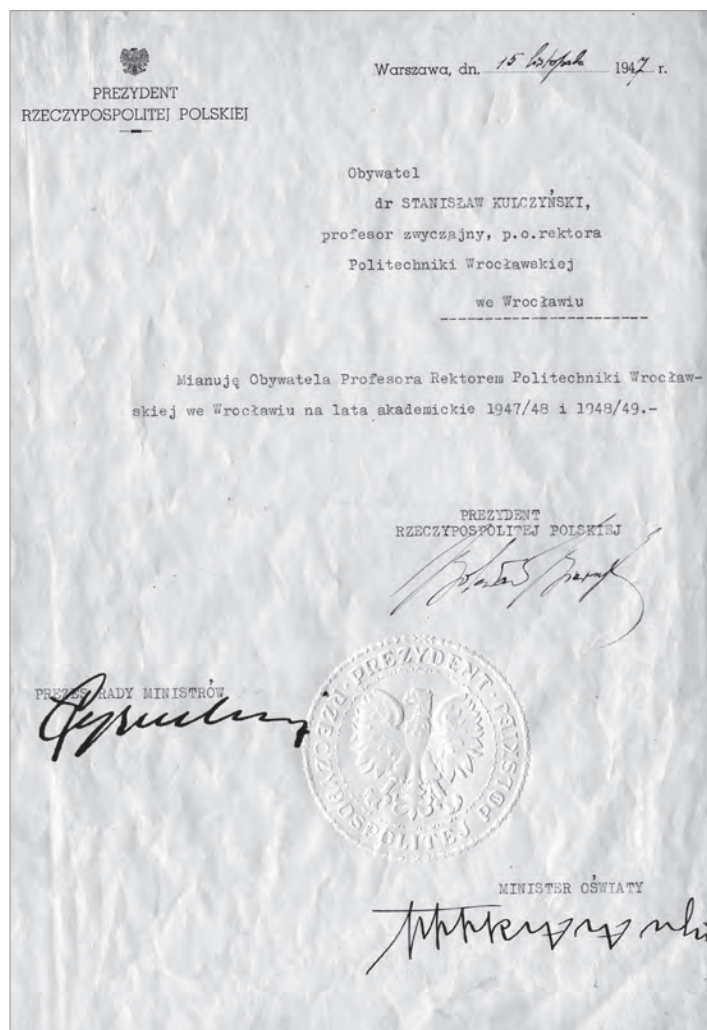 PREZYDENT
RZECZYPOSPOLITEJ POLSKIEJ
Warszawa, dn. 15 listopada 1947 r.
Obywatel
dr STANISŁAW KULCZYŃSKI,
profesor zwyczajny, p.o.rektora
Politechniki Wrocławskiej
we Wrocławiu
Mianuję Obywatela Profesora Rektorem Politechniki Wrocław-
skiej we Wrocławiu na lata akademickie 1947/48 i 1948/49.-
PREZYDENT
RZECZYPOSPOLITEJ POLSKIEJ
Bolesław Bierut
PREZES RADY MINISTRÓW
PREZYDENT RZECZYPOSPOLITEJ POLSKIEJ
MINISTER OŚWIATY